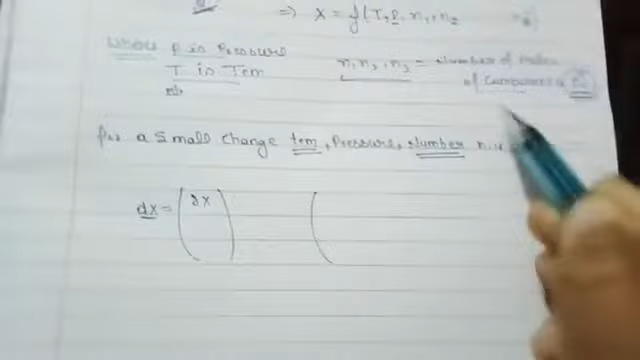 ⇒ X = f(T, P, n₁, n₂
where P is Pressure
T is Tem n₁ n₂, n₃ = Number of moles
of Components
For a Small Change tem, Pressure, Number n
dX = (∂X ) (